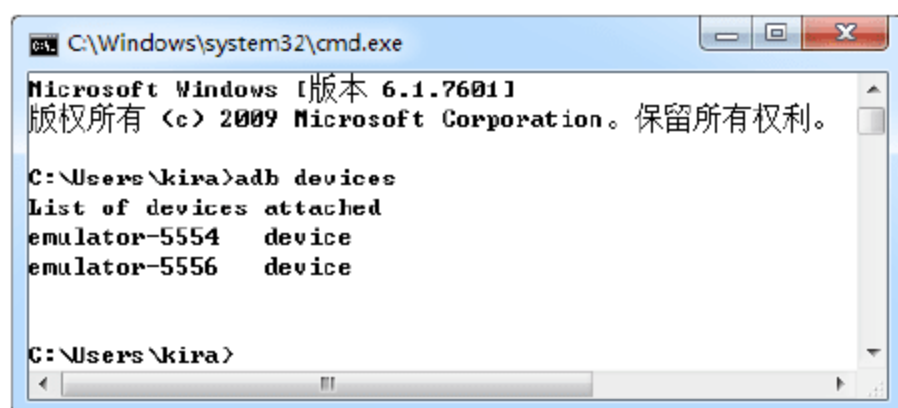 C:\Windows\system32\cmd.exe
Microsoft Windows [版本 6.1.7601]
版权所有 (c) 2009 Microsoft Corporation。保留所有权利。
C:\Users\kira>adb devices
List of devices attached
emulator-5554 device
emulator-5556 device
C:\Users\kira>